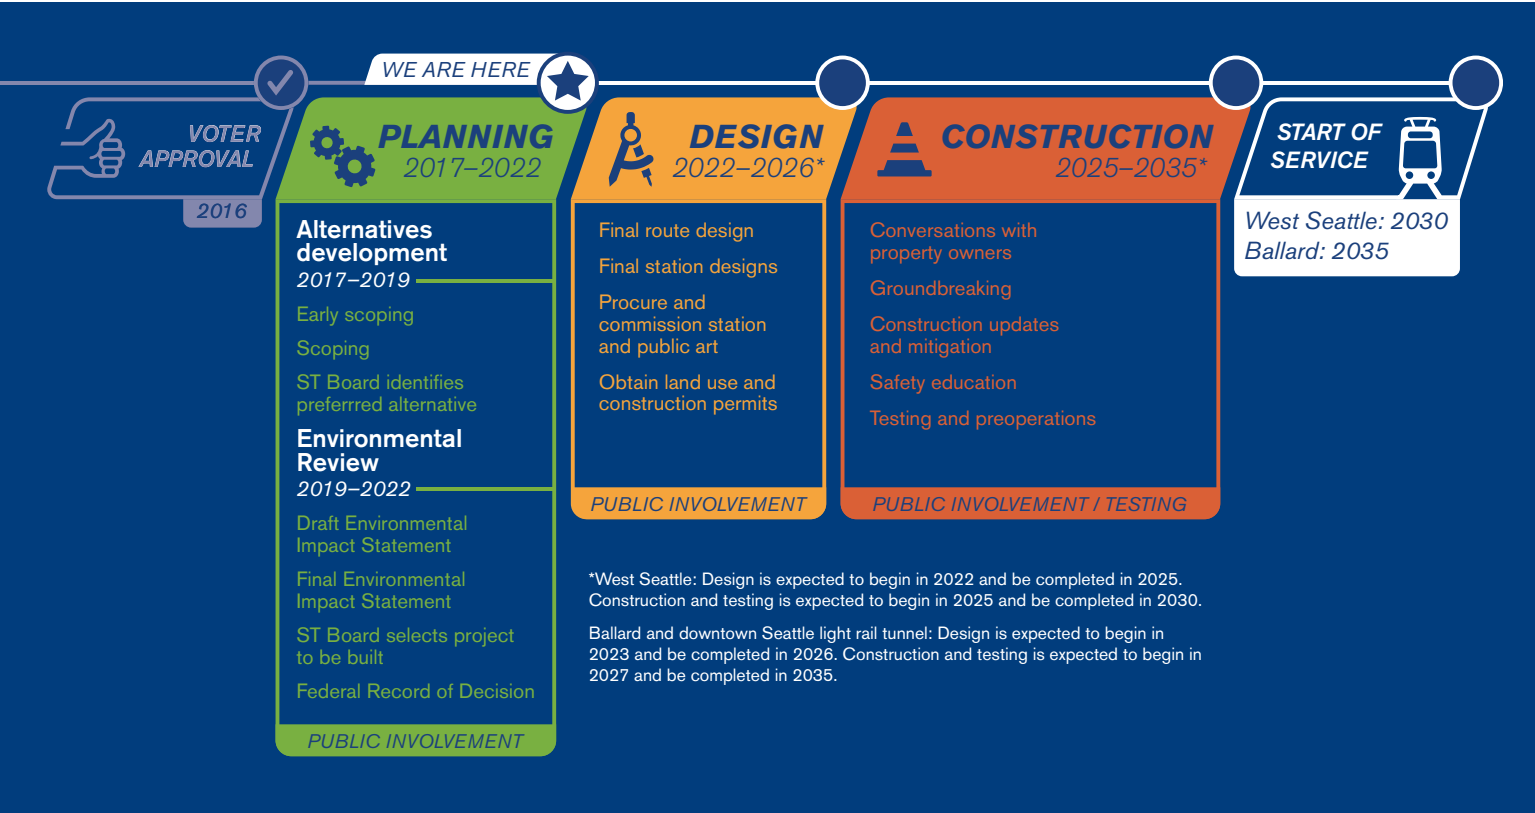 WE ARE HERE
VOTER
APPROVAL
2016
PLANNING
2017–2022
Alternatives
development
2017–2019
Early scoping
Scoping
ST Board identifies
preferrred alternative
Environmental
Review
2019–2022
Draft Environmental
Impact Statement
Final Environmental
Impact Statement
ST Board selects project
to be built
Federal Record of Decision
PUBLIC INVOLVEMENT
DESIGN
2022–2026*
Final route design
Final station designs
Procure and
commission station
and public art
Obtain land use and
construction permits
PUBLIC INVOLVEMENT
CONSTRUCTION
2025–2035*
Conversations with
property owners
Groundbreaking
Construction updates
and mitigation
Safety education
Testing and preoperations
PUBLIC INVOLVEMENT / TESTING
START OF
SERVICE
West Seattle: 2030
Ballard: 2035
*West Seattle: Design is expected to begin in 2022 and be completed in 2025.
Construction and testing is expected to begin in 2025 and be completed in 2030.
Ballard and downtown Seattle light rail tunnel: Design is expected to begin in
2023 and be completed in 2026. Construction and testing is expected to begin in
2027 and be completed in 2035.